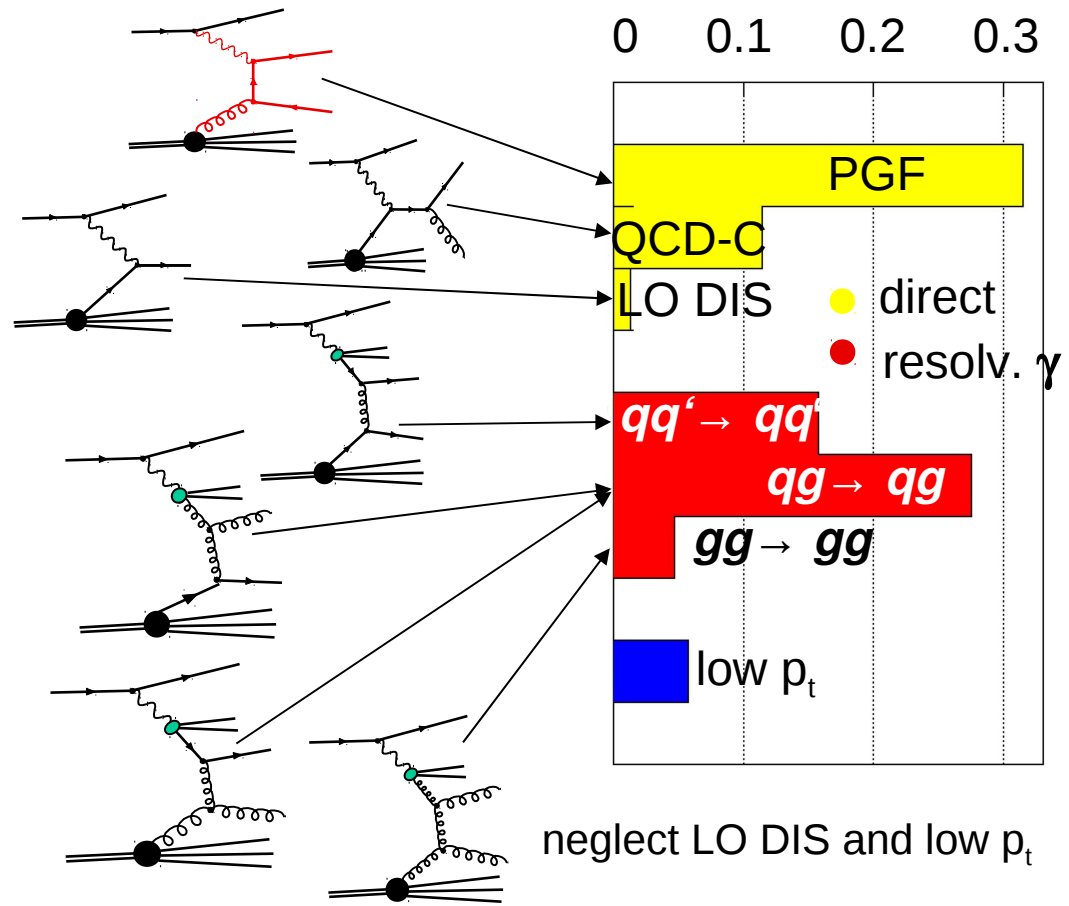 0 0.1 0.2 0.3
PGF
QCD-C
LO DIS
direct
resolv. γ
qq‘→ qq‘
qg→ qg
gg→ gg
low pt
neglect LO DIS and low pt